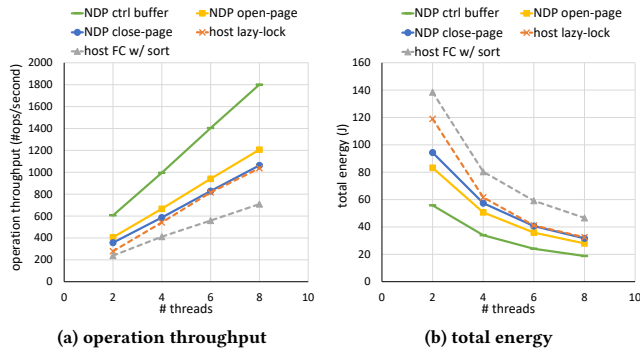 NDP ctrl buffer
NDP open-page
NDP close-page
host lazy-lock
host FC w/ sort
operation throughput (#ops/second)
2000
1800
1600
1400
1200
1000
800
600
400
200
0
0 2 4 6 8 10
# threads
(a) operation throughput
NDP ctrl buffer
NDP open-page
NDP close-page
host lazy-lock
host FC w/ sort
total energy (J)
160
140
120
100
80
60
40
20
0
0 2 4 6 8 10
# threads
(b) total energy